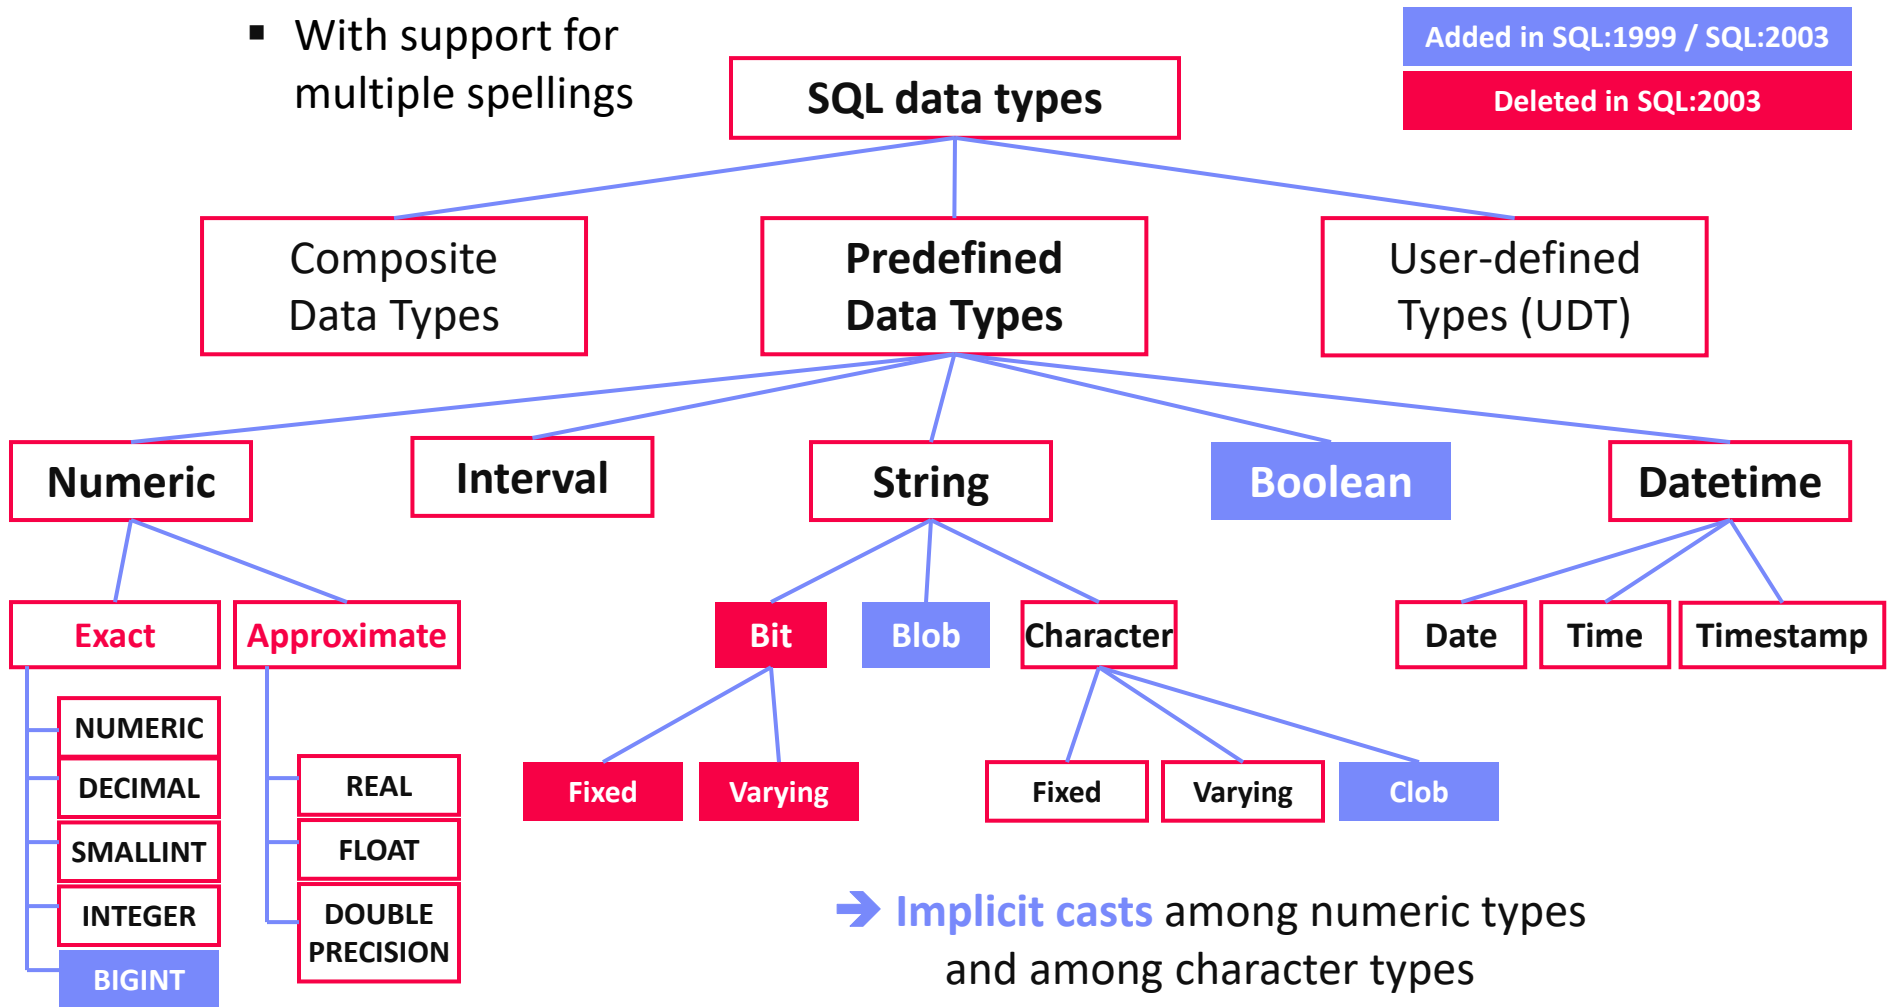 ▪ With support for
multiple spellings
Added in SQL:1999 / SQL:2003
Deleted in SQL:2003
SQL data types
Composite
Data Types
Predefined
Data Types
User-defined
Types (UDT)
Numeric
Interval
String
Boolean
Datetime
Exact
Approximate
Bit
Blob
Character
Date
Time
Timestamp
NUMERIC
DECIMAL
SMALLINT
INTEGER
BIGINT
REAL
FLOAT
DOUBLE
PRECISION
Fixed
Varying
Fixed
Varying
Clob
➔ Implicit casts among numeric types
and among character types